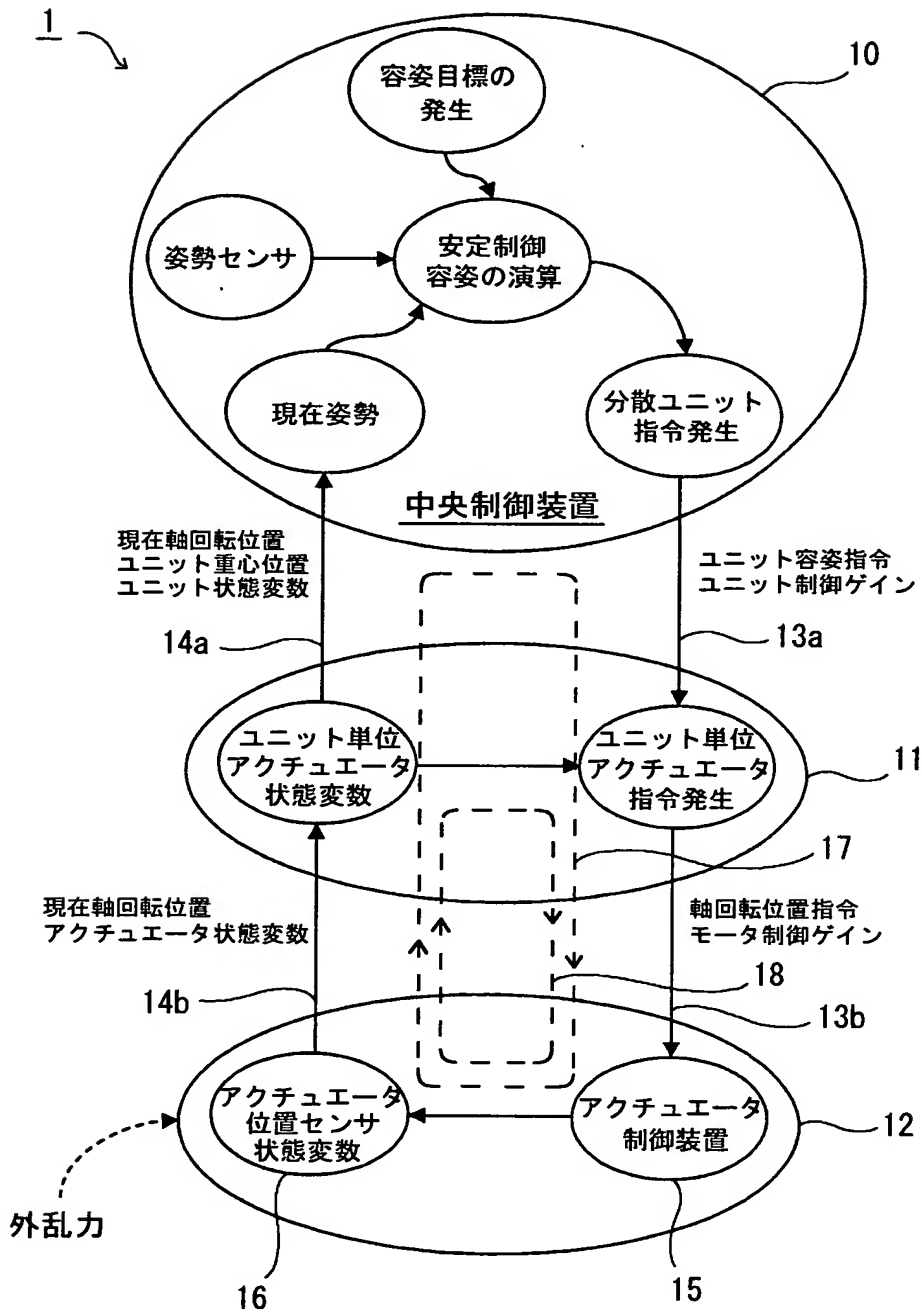 1
10
容姿目標の
発生
姿勢センサ
安定制御
容姿の演算
現在姿勢
分散ユニット
指令発生
中央制御装置
現在軸回転位置
ユニット重心位置
ユニット状態変数
ユニット容姿指令
ユニット制御ゲイン
14a
13a
ユニット単位
アクチュエータ
状態変数
ユニット単位
アクチュエータ
指令発生
11
17
現在軸回転位置
アクチュエータ状態変数
軸回転位置指令
モータ制御ゲイン
18
14b
13b
アクチュエータ
位置センサ
状態変数
アクチュエータ
制御装置
12
外乱力
16
15